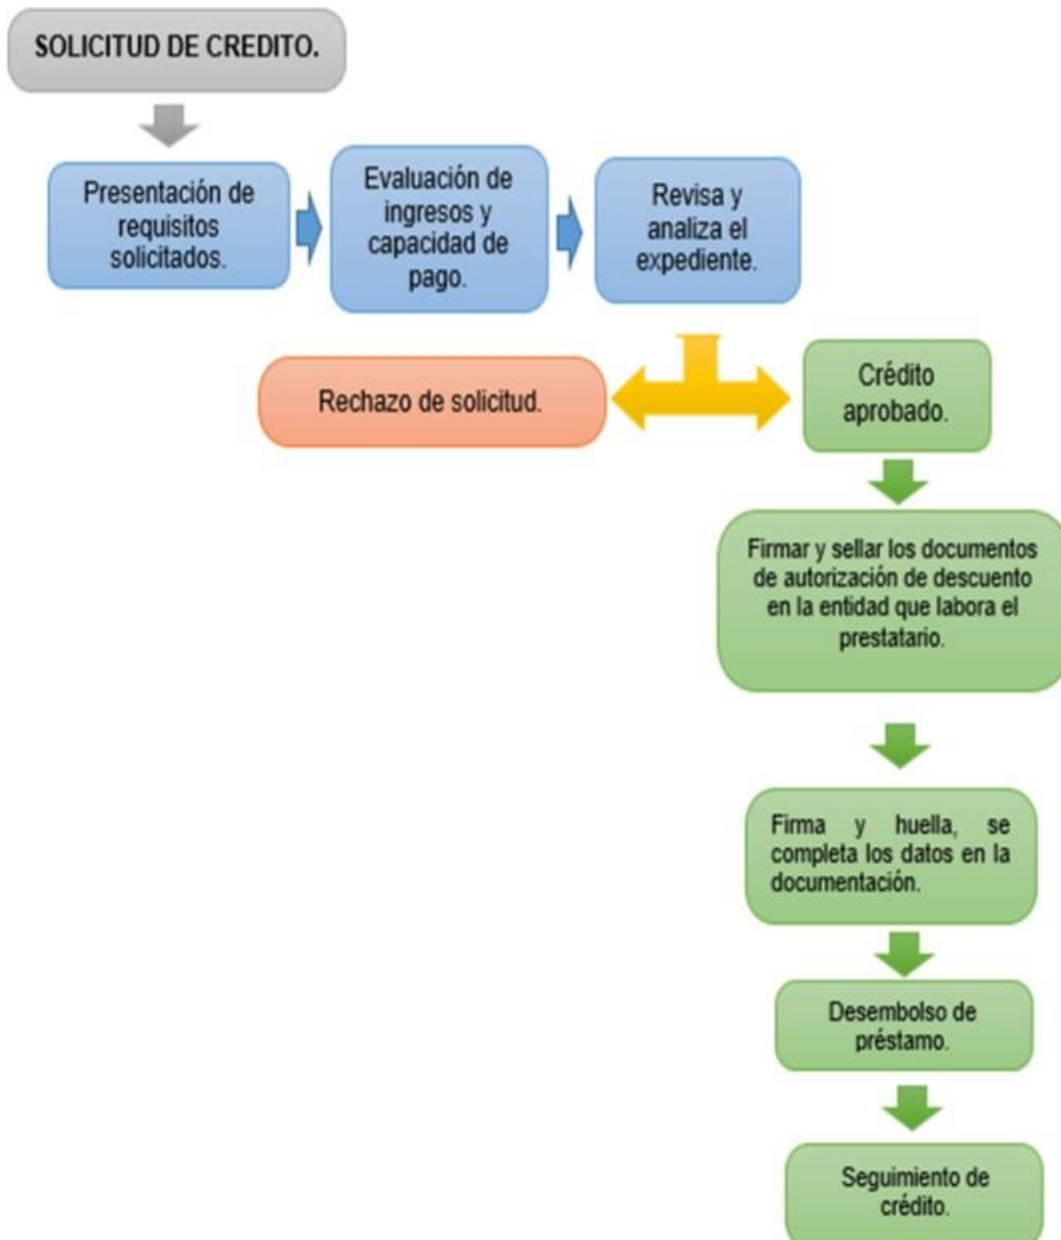 SOLICITUD DE CREDITO.
Presentación de
requisitos
solicitados.
Evaluación de
ingresos y
capacidad de
pago.
Revisa y
analiza el
expediente.
Rechazo de solicitud.
Crédito
aprobado.
Firmar y sellar los documentos
de autorización de descuento
en la entidad que labora el
prestatario.
Firma y huella, se
completa los datos en la
documentación.
Desembolso de
préstamo.
Seguimiento de
crédito.